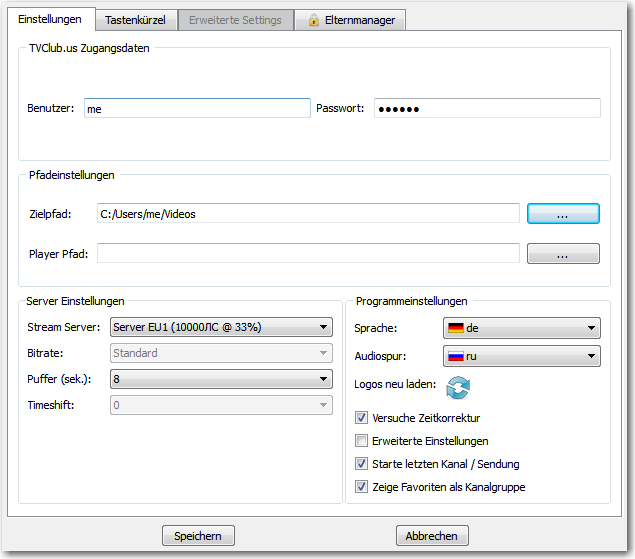 Einstellungen Tastenkürzel Erweiterte Settings Elternmanager
TVClub.us Zugangsdaten
Benutzer: me Passwort: ●●●●●●
Pfadeinstellungen
Zielpfad: C:/Users/me/Videos ...
Player Pfad: ...
Server Einstellungen
Stream Server: Server EU1 (10000ЛС @ 33%)
Bitrate: Standard
Puffer (sek.): 8
Timeshift: 0
Programmeinstellungen
Sprache: de
Audiospur: ru
Logos neu laden:
Versuche Zeitkorrektur
Erweiterte Einstellungen
Starte letzten Kanal / Sendung
Zeige Favoriten als Kanalgruppe
Speichern Abbrechen